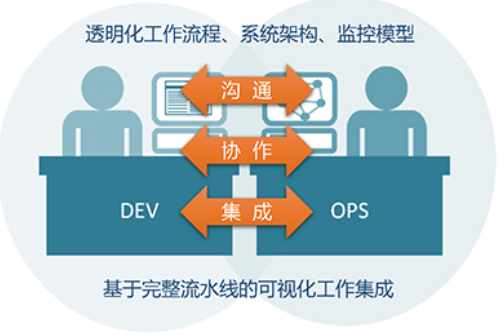 透明化工作流程、系统架构、监控模型
沟通
协作
DEV 集成 OPS
基于完整流水线的可视化工作集成